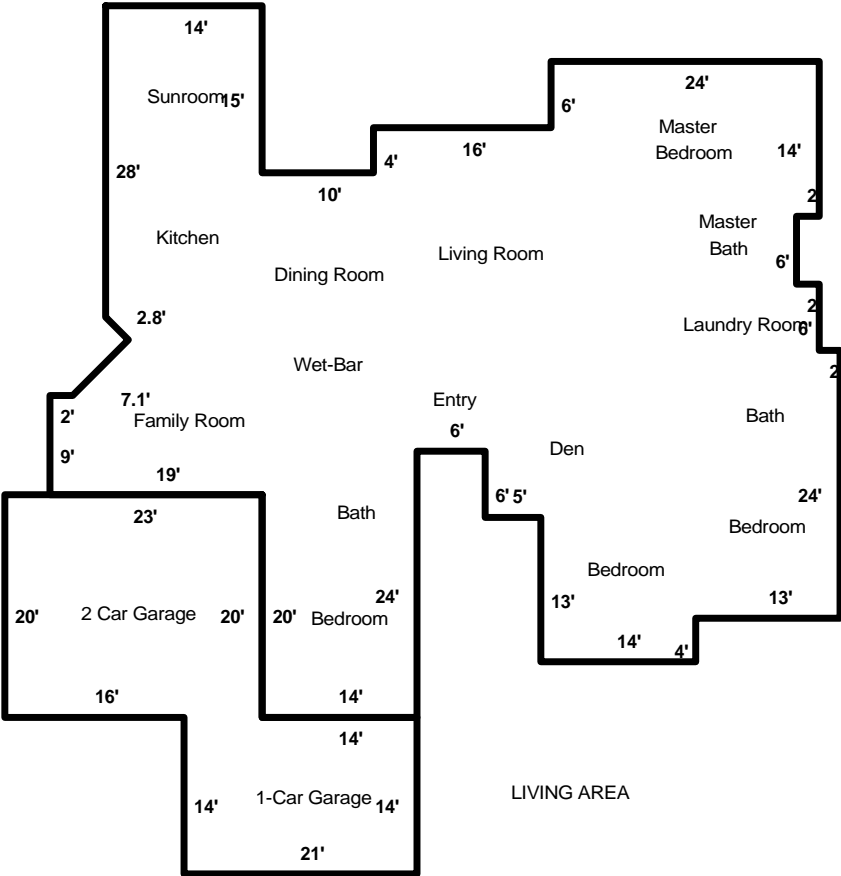 14'
24'
Sunroom
15'
6'
Master
Bedroom
16'
14'
4'
28'
10'
2
Master
Bath
Kitchen
Living Room
6'
Dining Room
2
2.8'
Laundry Room
6'
Wet-Bar
2
7.1'
Entry
2'
Family Room
Bath
6'
Den
9'
19'
24'
6'
5'
23'
Bath
Bedroom
Bedroom
24'
13'
13'
20'
2 Car Garage
20'
20'
Bedroom
14'
4'
16'
14'
14'
1-Car Garage
LIVING AREA
14'
14'
21'